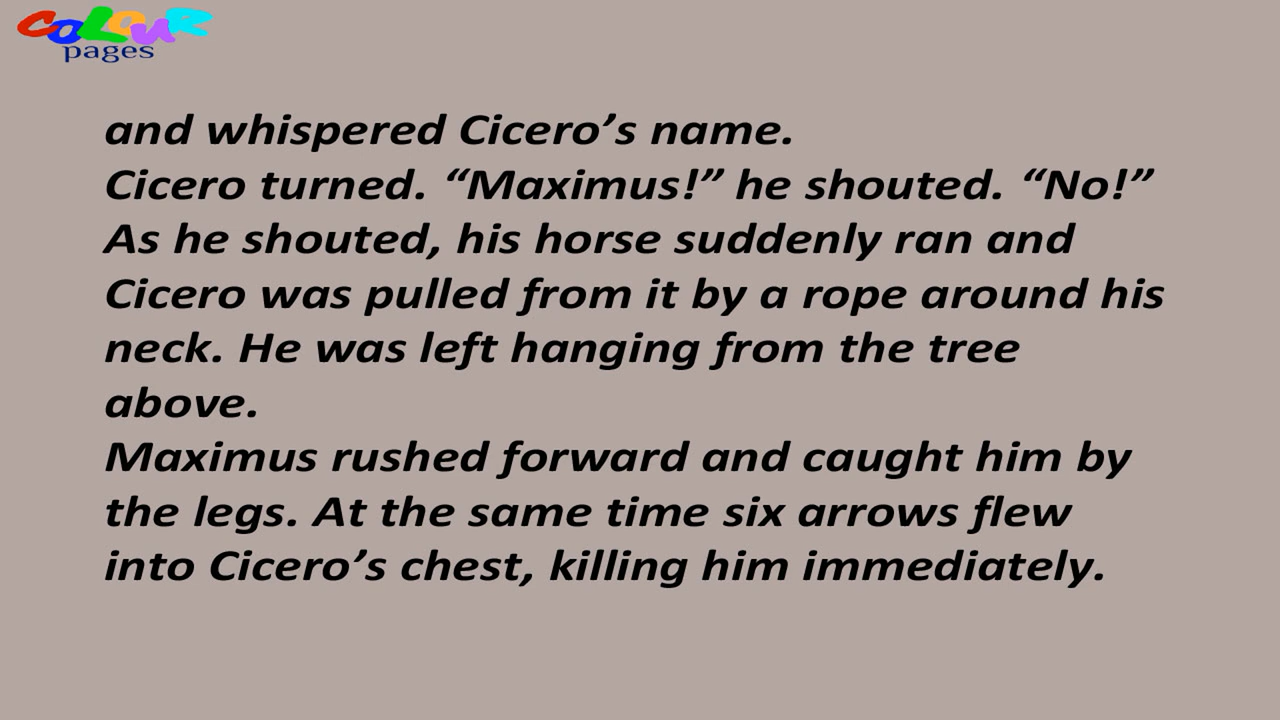 COLOUR
pages
and whispered Cicero’s name.
Cicero turned. “Maximus!” he shouted. “No!”
As he shouted, his horse suddenly ran and
Cicero was pulled from it by a rope around his
neck. He was left hanging from the tree
above.
Maximus rushed forward and caught him by
the legs. At the same time six arrows flew
into Cicero’s chest, killing him immediately.